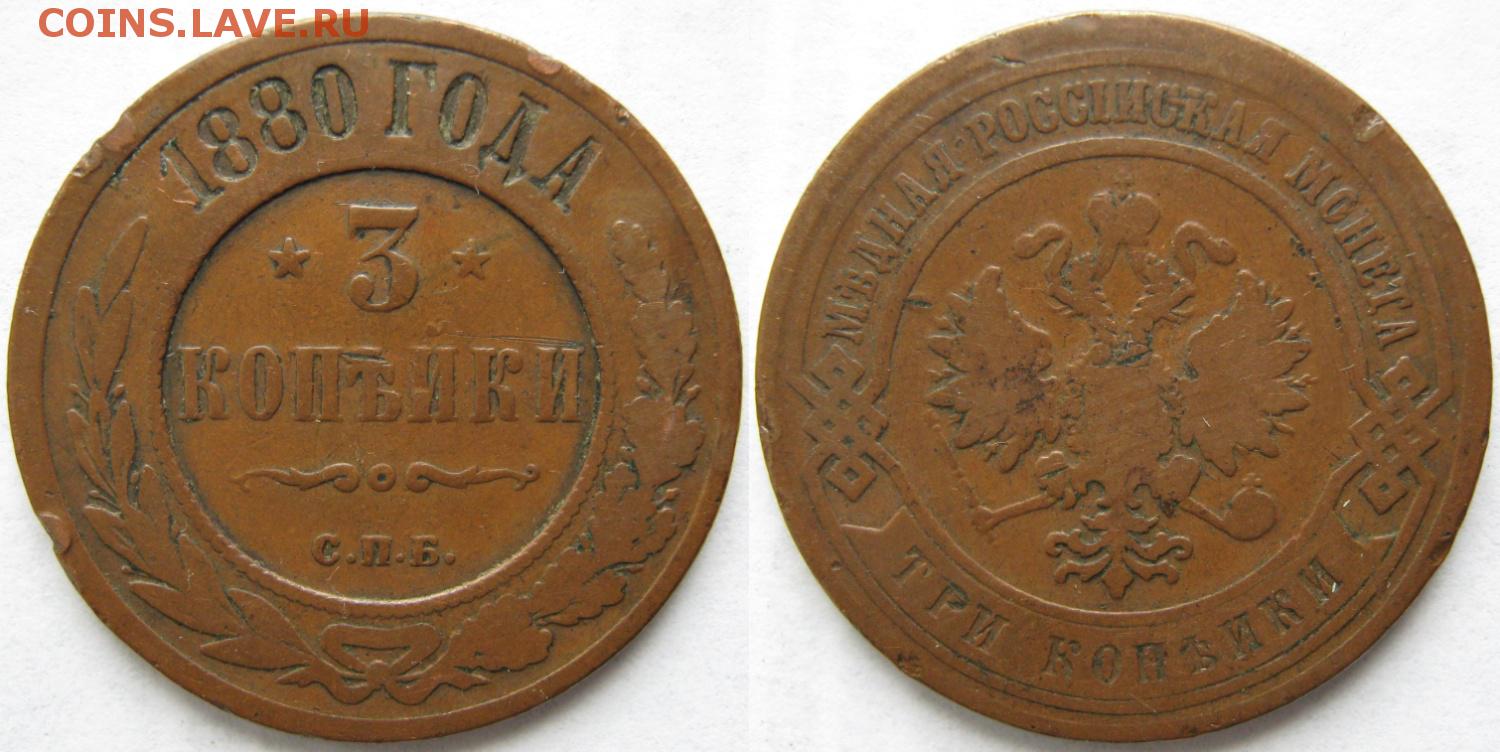 COINS.LAVE.RU
1880 ГОДА
3
КОПѢЙКИ
С.П.Б.
МѢДНАЯ·РОССІЙСКАЯ МОНЕТА
ТРИ КОПѢЙКИ